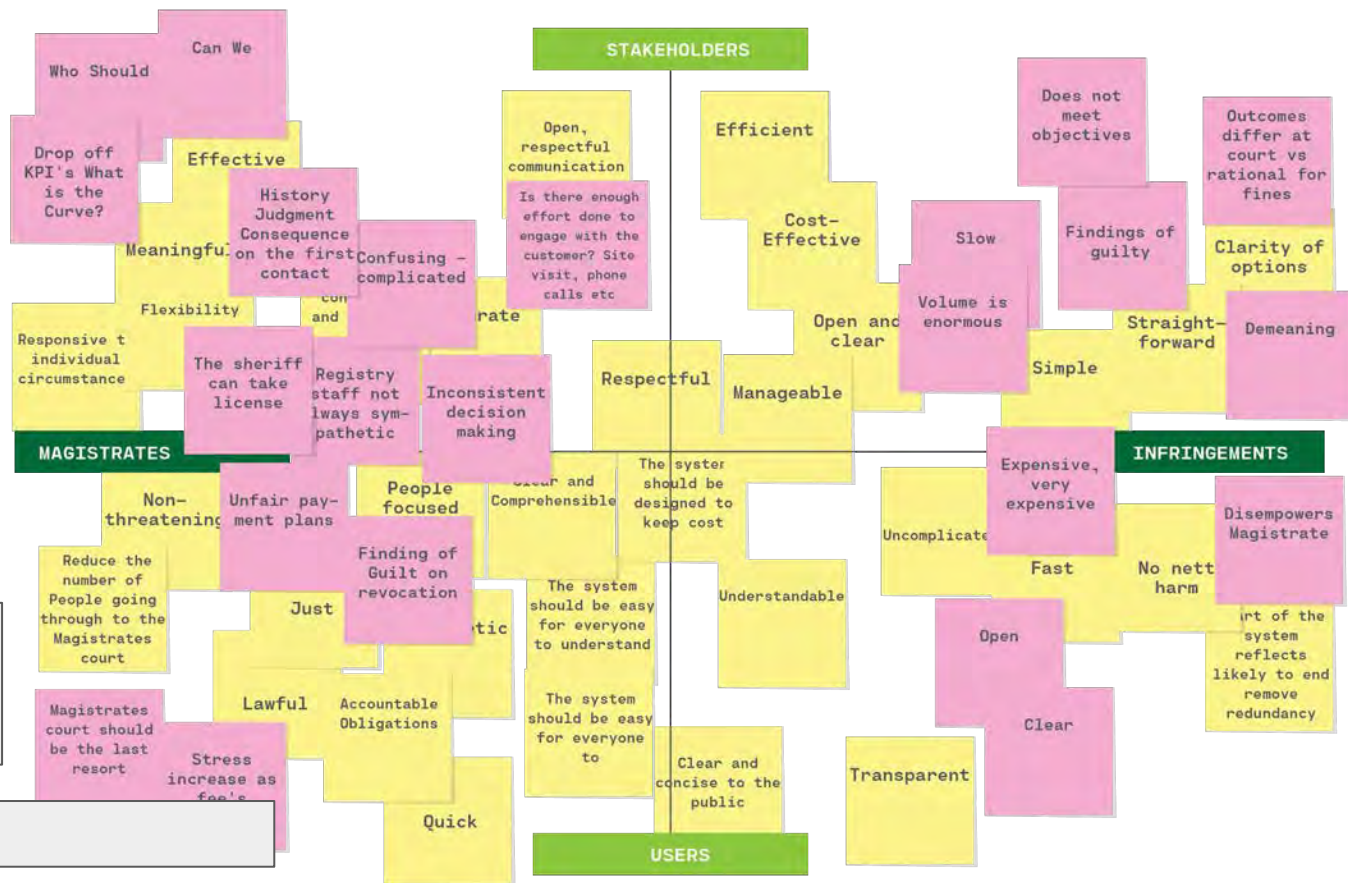 STAKEHOLDERS
Can We
Who Should
Drop off
KPI's What
is the
Curve?
Effective
History
Judgment
Consequence
on the first
contact
Meaningful
Flexibility
Responsive t
individual
circumstance
Confusing –
complicated
con
and
rate
Open,
respectful
communication
Is there enough
effort done to
engage with the
customer? Site
visit, phone
calls etc
The sheriff
can take
license
Registry
staff not
lways sym-
pathetic
Inconsistent
decision
making
Efficient
Cost-
Effective
Open and
clear
Respectful
Manageable
Slow
Volume is
enormous
Does not
meet
objectives
Outcomes
differ at
court vs
rational for
fines
Findings of
guilty
Clarity of
options
Straight-
forward
Demeaning
Simple
MAGISTRATES
INFRINGEMENTS
Non-
threatening
Unfair pay-
ment plans
People
focused
Clear and
Comprehensible
The system
should be
designed to
keep cost
Reduce the
number of
People going
through to the
Magistrates
court
Finding of
Guilt on
revocation
Just
tic
The system
should be easy
for everyone
to understand
Understandable
Expensive,
very
expensive
Uncomplicate
Fast
No nett
harm
Disempowers
Magistrate
art of the
system
reflects
likely to end
remove
redundancy
Open
Clear
Lawful
Accountable
Obligations
The system
should be easy
for everyone
to
Magistrates
court should
be the last
resort
Stress
increase as
fee's
Quick
Clear and
concise to the
public
Transparent
USERS